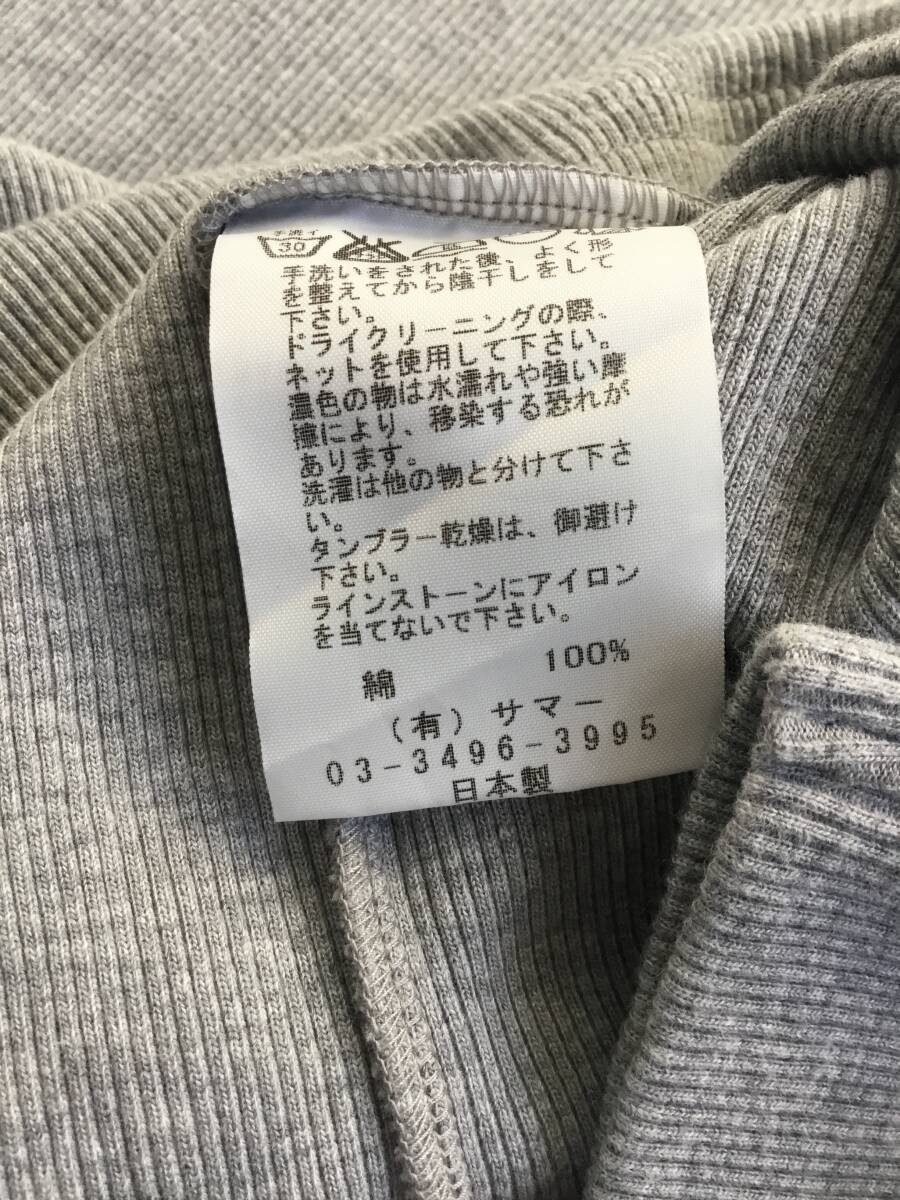 手洗イ
30
手洗いをされた後、よく形
を整えてから陰干しをして
下さい。
ドライクリーニングの際、
ネットを使用して下さい。
濃色の物は水濡れや強い摩
擦により、移染する恐れが
あります。
洗濯は他の物と分けて下さ
い。
タンブラー乾燥は、御避け
下さい。
ラインストーンにアイロン
を当てないで下さい。
綿 100%
(有)サマー
03-3496-3995
日本製